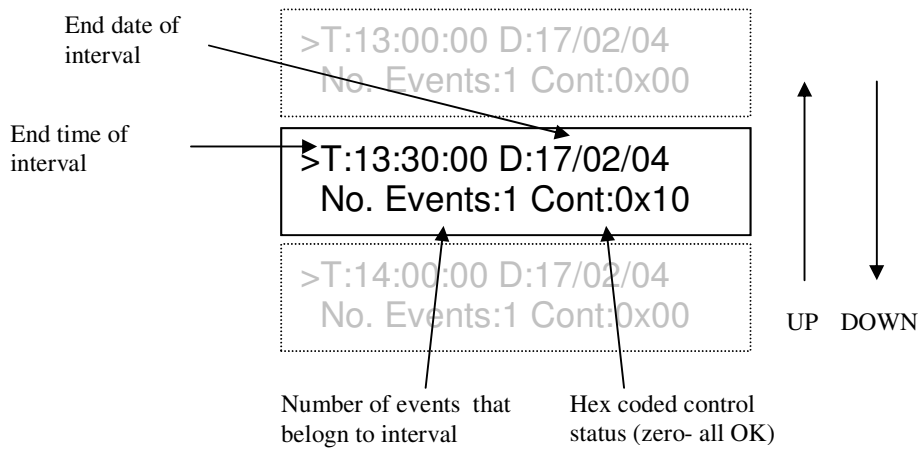 End date of
interval
>T:13:00:00 D:17/02/04
No. Events:1 Cont:0x00
End time of
interval
>T:13:30:00 D:17/02/04
No. Events:1 Cont:0x10
>T:14:00:00 D:17/02/04
No. Events:1 Cont:0x00
UP DOWN
Number of events that
belogn to interval
Hex coded control
status (zero- all OK)